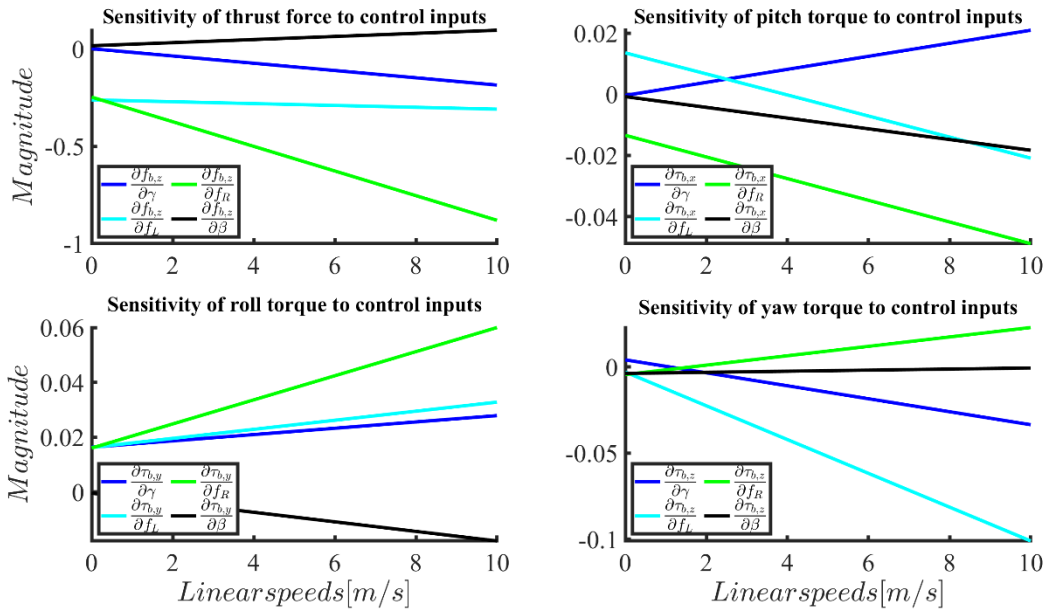 Sensitivity of thrust force to control inputs
Magnitude
0
-0.5
-1
∂f_{b,z}/∂γ ∂f_{b,z}/∂f_R
∂f_{b,z}/∂f_L ∂f_{b,z}/∂β
0 2 4 6 8 10
Sensitivity of pitch torque to control inputs
0.02
0
-0.02
-0.04
∂τ_{b,x}/∂γ ∂τ_{b,x}/∂f_R
∂τ_{b,x}/∂f_L ∂τ_{b,x}/∂β
0 2 4 6 8 10
Sensitivity of roll torque to control inputs
Magnitude
0.06
0.04
0.02
0
∂τ_{b,y}/∂γ ∂τ_{b,y}/∂f_R
∂τ_{b,y}/∂f_L ∂τ_{b,y}/∂β
0 2 4 6 8 10
Linearspeeds[m/s]
Sensitivity of yaw torque to control inputs
0
-0.05
-0.1
∂τ_{b,z}/∂γ ∂τ_{b,z}/∂f_R
∂τ_{b,z}/∂f_L ∂τ_{b,z}/∂β
0 2 4 6 8 10
Linearspeeds[m/s]